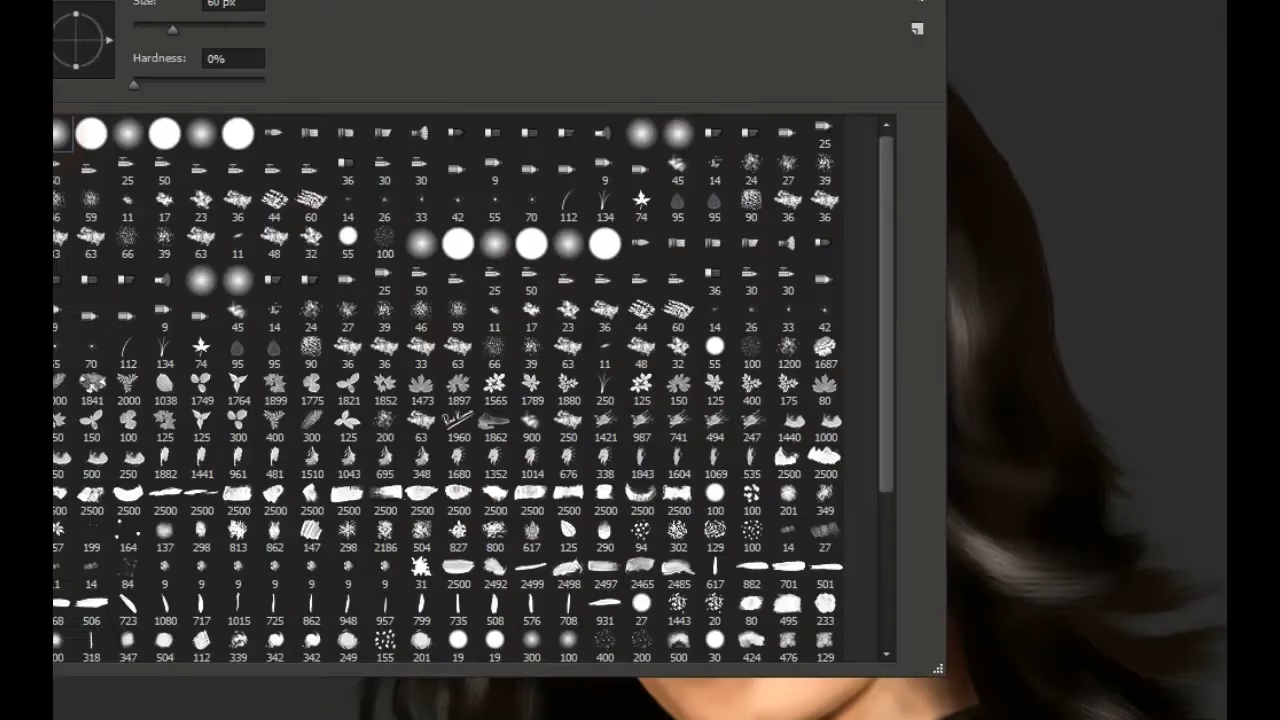 Size: 60 px
Hardness: 0%
25
25 50 36 30 30 9 9 45 14 24 27 39
59 11 17 23 36 44 60 14 26 33 42 55 70 112 134 74 95 95 90 36 36
63 66 39 63 11 48 32 55 100
25 50 25 50 36 30 30
9 9 45 14 24 27 39 46 59 11 17 23 36 44 60 14 26 33 42
70 112 134 74 95 95 90 36 36 33 63 66 39 63 11 48 32 55 100 1200 1687
1841 2000 1038 1749 1764 1899 1775 1821 1852 1473 1897 1565 1789 1880 250 125 150 125 400 175 80
150 100 125 125 300 400 300 125 200 63 1960 1862 900 250 1421 987 741 494 247 1440 1000
500 250 1882 1441 961 481 1510 1043 695 348 1680 1352 1014 676 338 1843 1604 1069 535 2500 2500
2500 2500 2500 2500 2500 2500 2500 2500 2500 2500 2500 2500 2500 2500 2500 2500 2500 100 100 201 349
199 164 137 298 813 862 147 298 2186 504 827 800 617 125 290 94 302 129 100 14 27
14 84 9 9 9 9 9 9 9 31 2500 2492 2499 2498 2497 2465 2485 617 882 701 501
506 723 1080 717 1015 725 862 948 957 799 735 508 576 708 931 27 1443 20 80 495 233
318 347 504 112 339 342 342 249 155 201 19 19 300 100 400 200 500 30 424 476 129